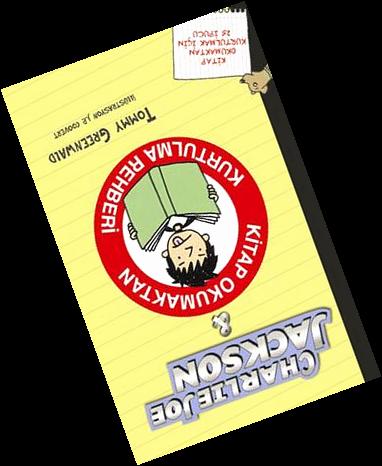 CHARLIE JOE
JACKSON
&
KİTAP OKUMAKTAN
KURTULMA REHBERİ
TOMMY GREENWALD
İLLÜSTRASYON J.P. COOVERT
KİTAP
OKUMAKTAN
KURTULMAK İÇİN
25 İPUCU